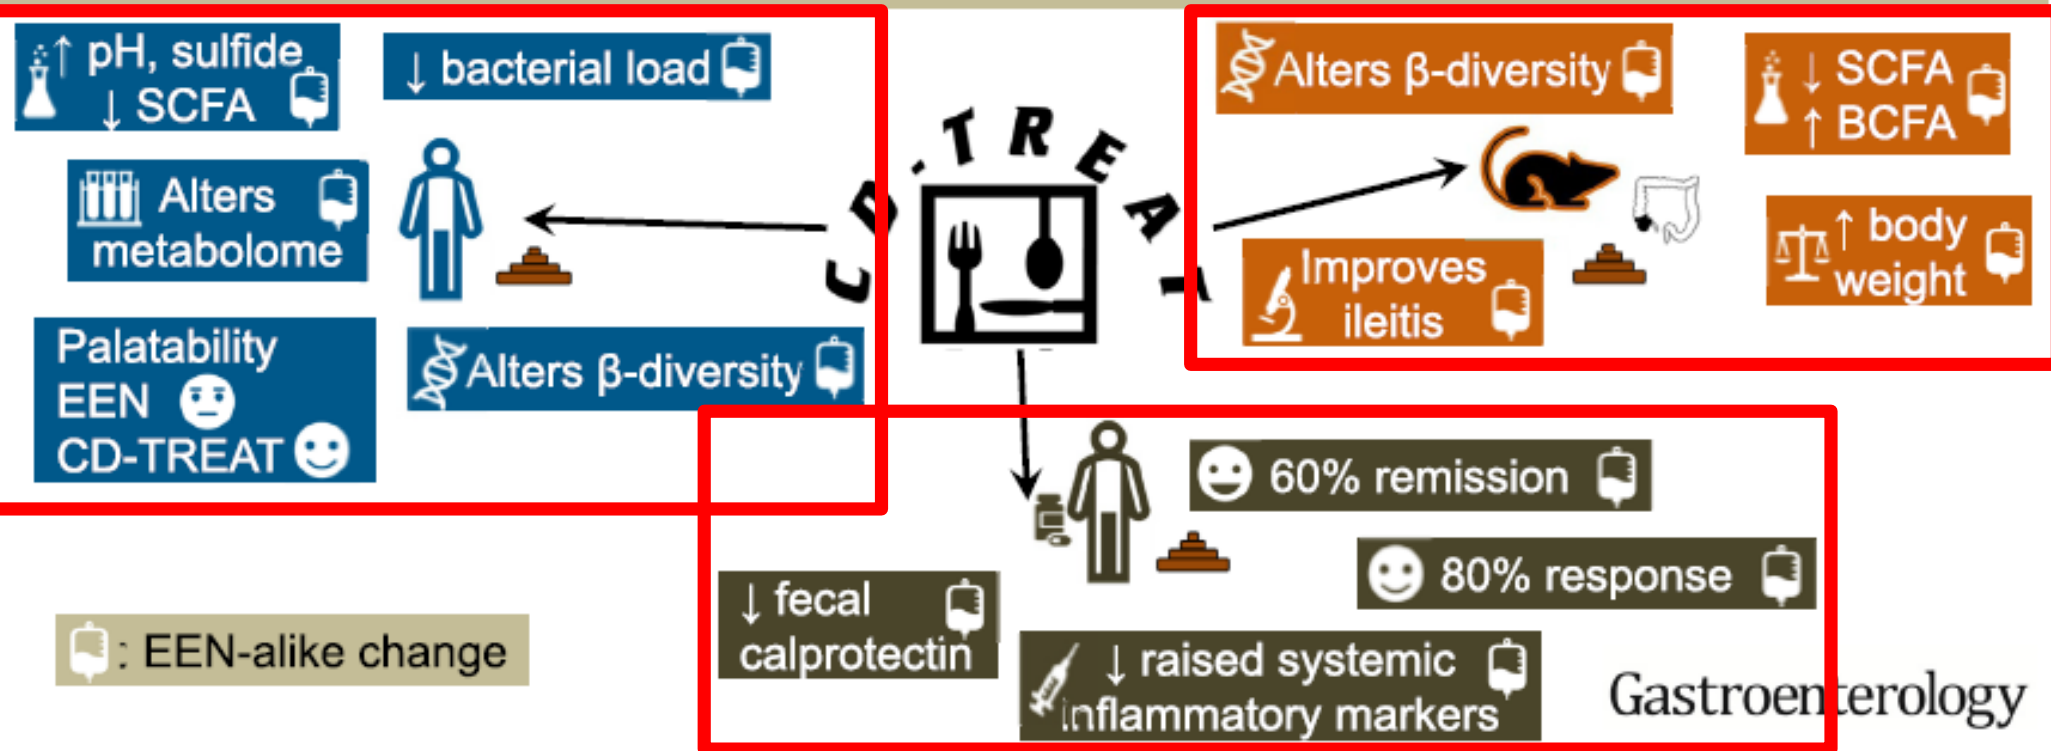 ↑ pH, sulfide
↓ SCFA
↓ bacterial load
Alters
metabolome
Palatability
EEN
CD-TREAT
Alters β-diversity
CD-TREAT
Alters β-diversity
↓ SCFA
↑ BCFA
Improves
ileitis
↑ body
weight
60% remission
80% response
↓ fecal
calprotectin
↓ raised systemic
inflammatory markers
: EEN-alike change
Gastroenterology